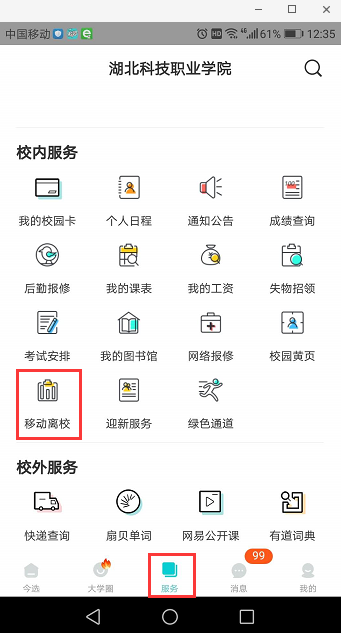 中国移动 HD 4G 61% 12:35
湖北科技职业学院
校内服务
我的校园卡 个人日程 通知公告 成绩查询
后勤报修 我的课表 我的工资 失物招领
考试安排 我的图书馆 网络报修 校园黄页
移动离校 迎新服务 绿色通道
校外服务
快递查询 扇贝单词 网易公开课 有道词典
99
今选 大学圈 服务 消息 我的